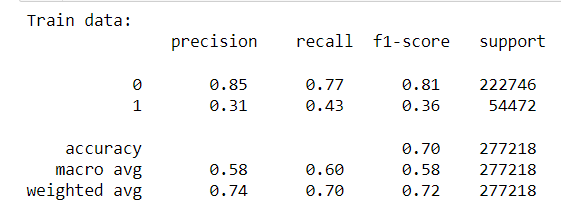 Train data:
precision recall f1-score support
0 0.85 0.77 0.81 222746
1 0.31 0.43 0.36 54472
accuracy 0.70 277218
macro avg 0.58 0.60 0.58 277218
weighted avg 0.74 0.70 0.72 277218